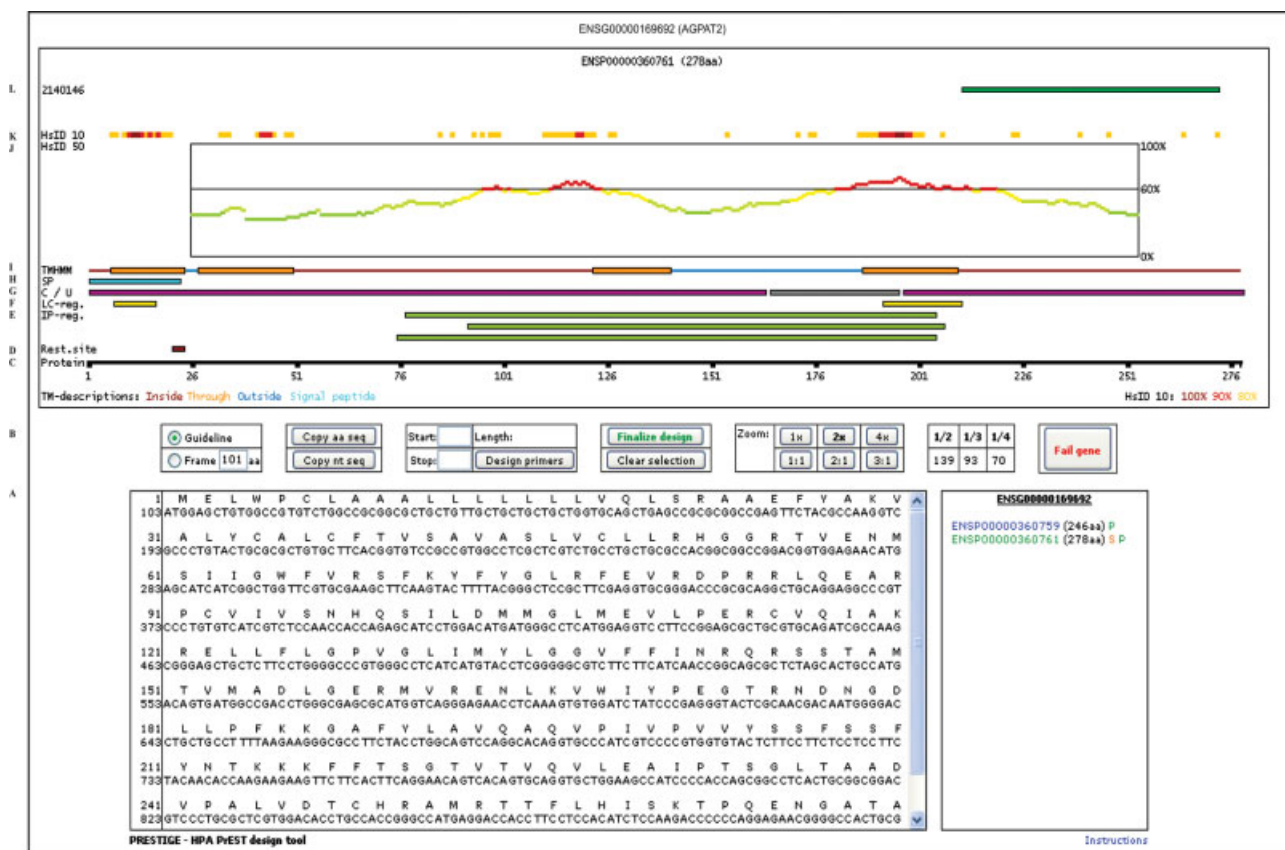 ENSG00000169692 (AGPAT2)
ENSP00000360761 (278aa)
L 2140146
K HsID 10
J HsID 50 100%
60%
0%
I TMHMM
H SP
G C / U
F LC-reg.
E IP-reg.
D Rest.site
C Protein
1 26 51 76 101 126 151 176 201 226 251 276
TM-descriptions: Inside Through Outside Signal peptide HsID 10: 100% 90% 80%
B Guideline Copy aa seq Start: Length: Finalize design Zoom: 1x 2x 4x 1/2 1/3 1/4 Fail gene
Frame 101 aa Copy nt seq Stop: Design primers Clear selection 1:1 2:1 3:1 139 93 70
A
1 M E L W P C L A A A L L L L L L L V Q L S R A A E F Y A K V
103 ATGGAGCTGTGGCCGTGTCTGGCCGCGGCGCTGCTGTTGCTGCTGCTGCTGGTGCAGCTGAGCCGCGCGGCCGAGTTCTACGCCAAGGTC
31 A L Y C A L C F T V S A V A S L V C L L R H G G R T V E N M
193 GCCCTGTACTGCGCGCTGTGCTTCACGGTGTCCGCCGTGGCCTCGCTCGTCTGCCTGCTGCGCCACGGCGGCCGGACGGTGGAGAACATG
61 S I I G W F V R S F K Y F Y G L R F E V R D P R R L Q E A R
283 AGCATCATCGGCTGGTTCGTGCGAAGCTTCAAGTACTTTTACGGGCTCCGCTTCGAGGTGCGGGACCCGCGCAGGCTGCAGGAGGCCCGT
91 P C V I V S N H Q S I L D M M G L M E V L P E R C V Q I A K
373 CCCTGTGTCATCGTCTCCAACCACCAGAGCATCCTGGACATGATGGGCCTCATGGAGGTCCTTCCGGAGCGCTGCGTGCAGATCGCCAAG
121 R E L L F L G P V G L I M Y L G G V F F I N R Q R S S T A M
463 CGGGAGCTGCTCTTCCTGGGGCCCGTGGGCCTCATCATGTACCTCGGGGGCGTCTTCTTCATCAACCGGCAGCGCTCTAGCACTGCCATG
151 T V M A D L G E R M V R E N L K V W I Y P E G T R N D N G D
553 ACAGTGATGGCCGACCTGGGCGAGCGCATGGTCAGGGAGAACCTCAAAGTGTGGATCTATCCCGAGGGTACTCGCAACGACAATGGGGAC
181 L L P F K K G A F Y L A V Q A Q V P I V P V V Y S S F S S F
643 CTGCTGCCTTTTAAGAAGGGCGCCTTCTACCTGGCAGTCCAGGCACAGGTGCCCATCGTCCCCGTGGTGTACTCTTCCTTCTCCTCCTTC
211 Y N T K K K F F T S G T V T V Q V L E A I P T S G L T A A D
733 TACAACACCAAGAAGAAGTTCTTCACTTCAGGAACAGTCACAGTGCAGGTGCTGGAAGCCATCCCCACCAGCGGCCTCACTGCGGCGGAC
241 V P A L V D T C H R A M R T T F L H I S K T P Q E N G A T A
823 GTCCCTGCGCTCGTGGACACCTGCCACCGGGCCATGAGGACCACCTTCCTCCACATCTCCAAGACCCCCCAGGAGAACGGGGCCACTGCG
ENSG00000169692
ENSP00000360759 (246aa) P
ENSP00000360761 (278aa) S P
PRESTIGE - HPA PrEST design tool Instructions